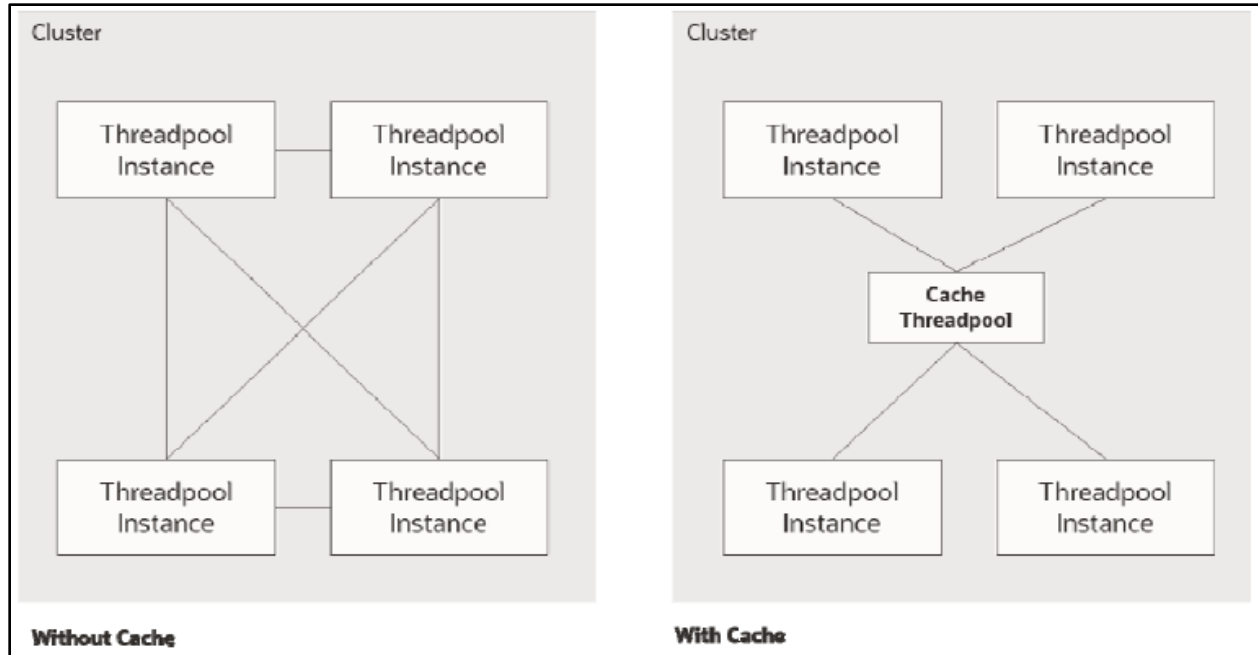 Cluster
Threadpool
Instance
Threadpool
Instance
Threadpool
Instance
Threadpool
Instance
Without Cache
Cluster
Threadpool
Instance
Threadpool
Instance
Cache
Threadpool
Threadpool
Instance
Threadpool
Instance
With Cache